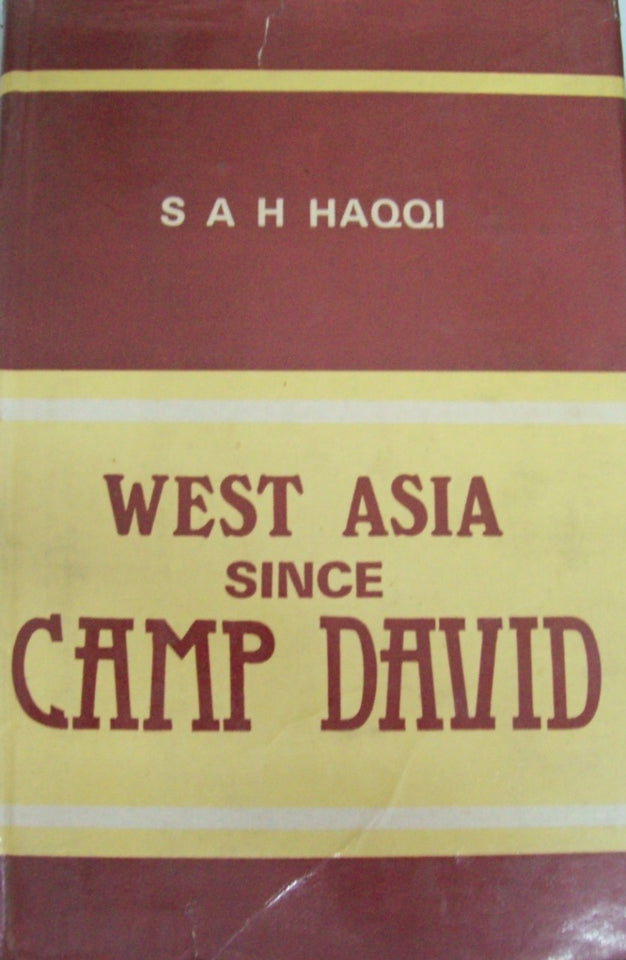 S A H HAQQI
WEST ASIA
SINCE
CAMP DAVID